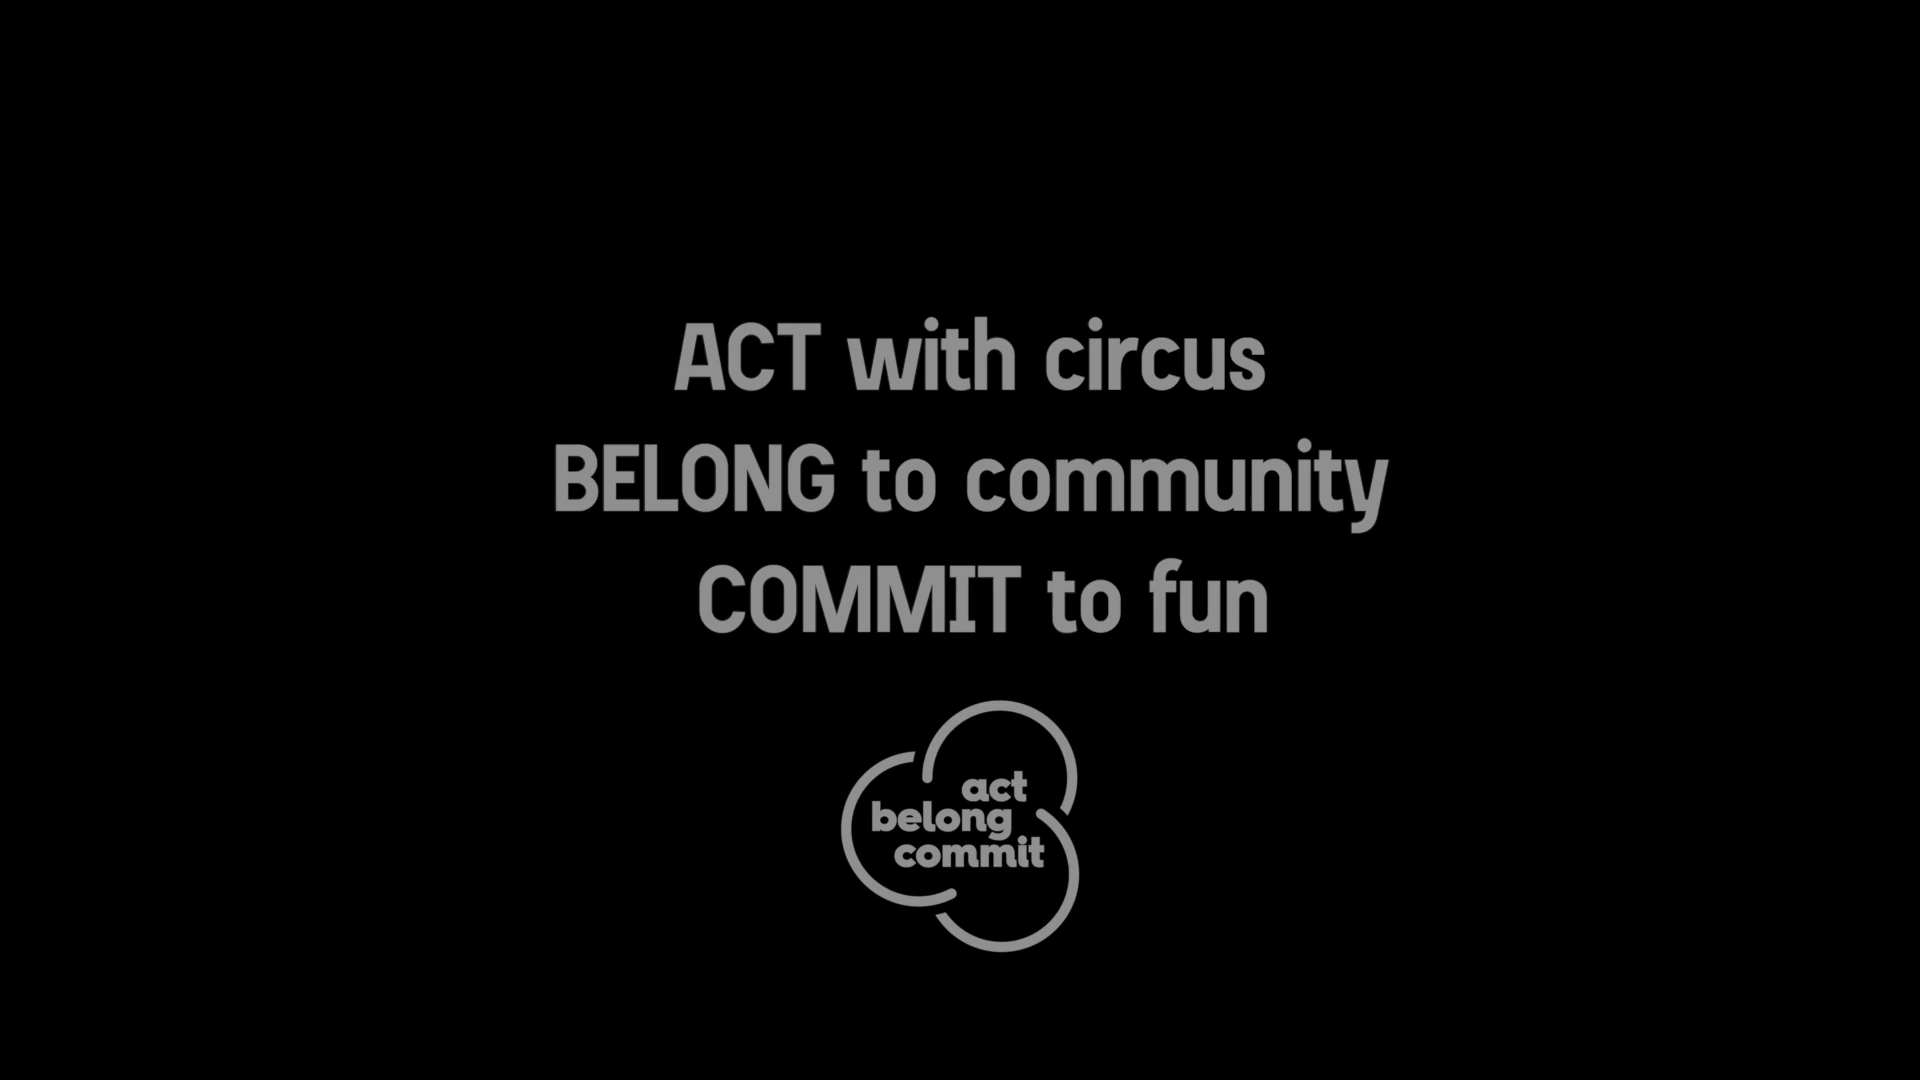 ACT with circus
BELONG to community
COMMIT to fun
act
belong
commit